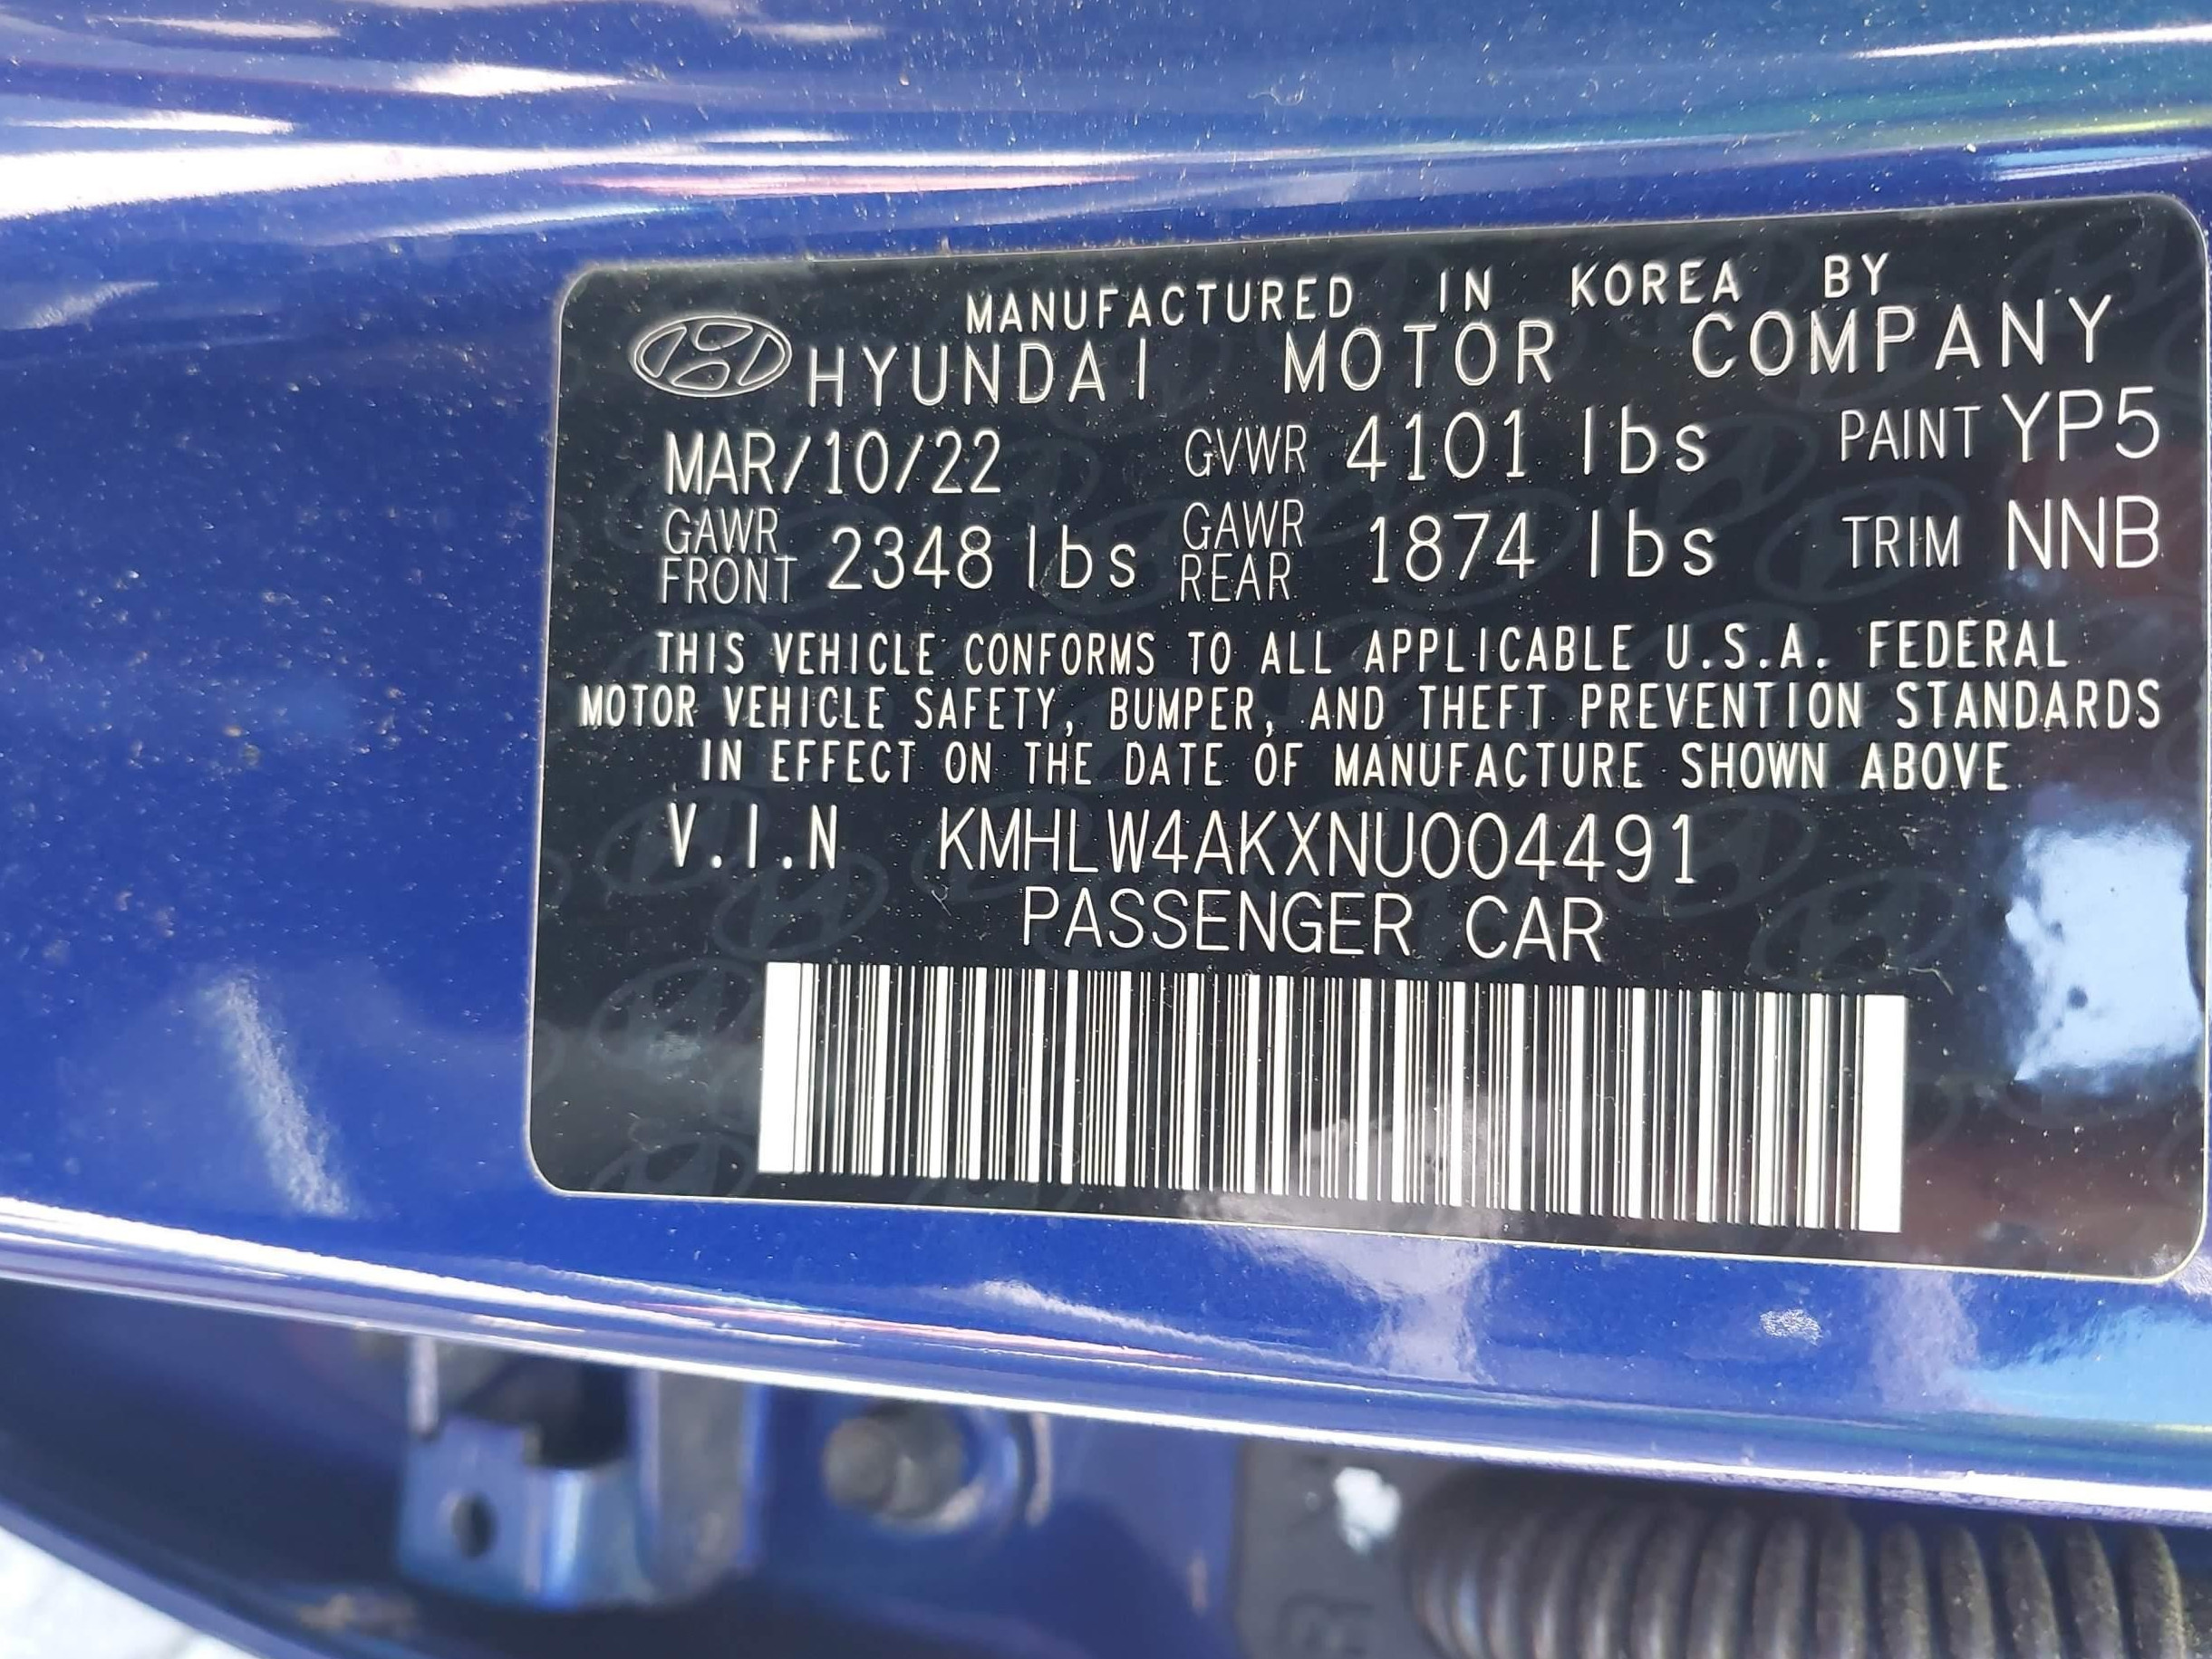 MANUFACTURED IN KOREA BY
HYUNDAI MOTOR COMPANY
MAR/10/22 GVWR 4101 lbs PAINT YP5
GAWR FRONT 2348 lbs GAWR REAR 1874 lbs TRIM NNB
THIS VEHICLE CONFORMS TO ALL APPLICABLE U.S.A. FEDERAL
MOTOR VEHICLE SAFETY, BUMPER, AND THEFT PREVENTION STANDARDS
IN EFFECT ON THE DATE OF MANUFACTURE SHOWN ABOVE
V.I.N KMHLW4AKXNU004491
PASSENGER CAR